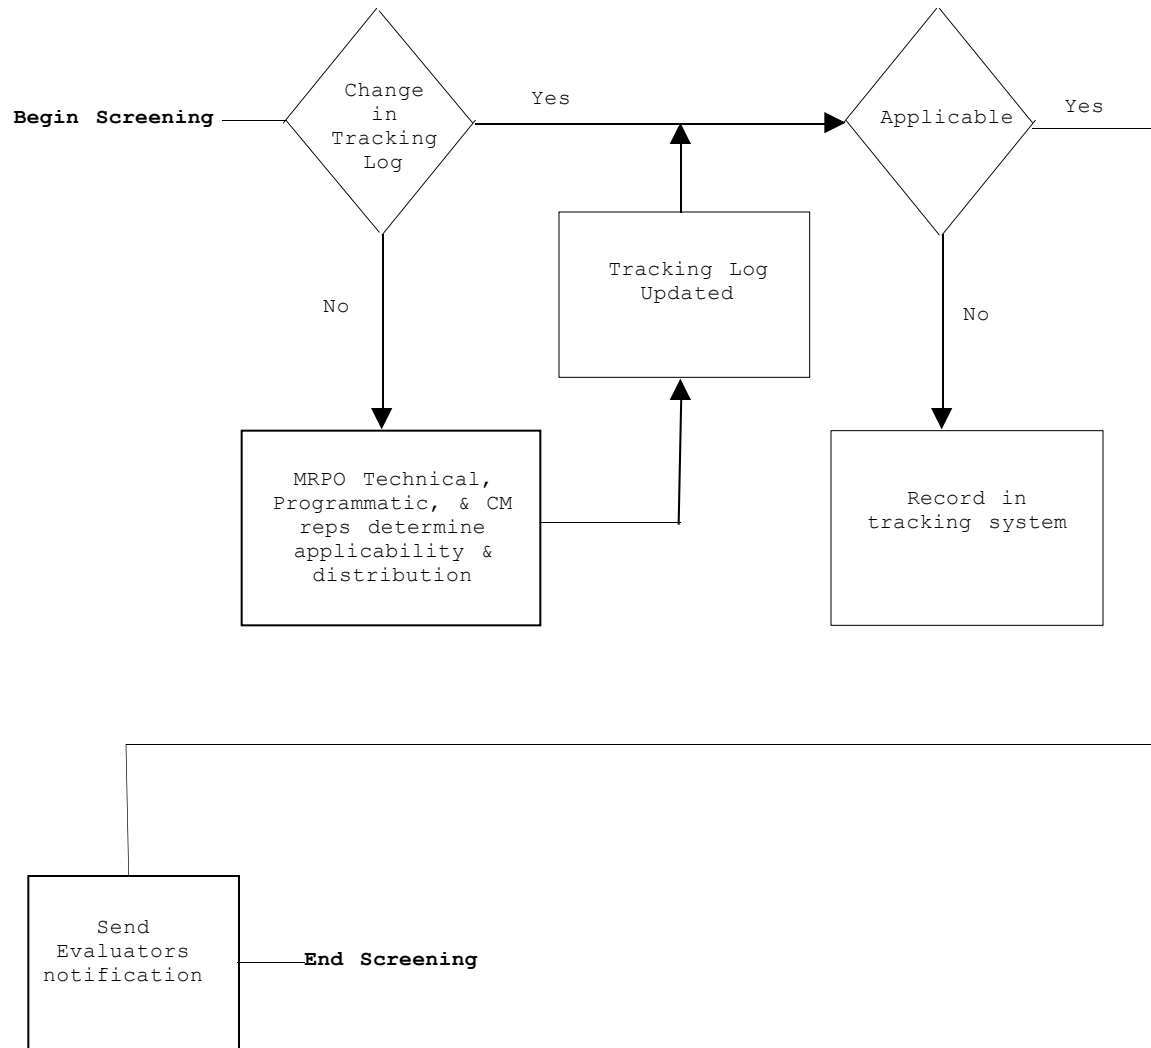 Begin Screening
Change
in
Tracking
Log
Yes
Applicable
Yes
Tracking Log
Updated
No
No
MRPO Technical,
Programmatic, & CM
reps determine
applicability &
distribution
Record in
tracking system
Send
Evaluators
notification
End Screening